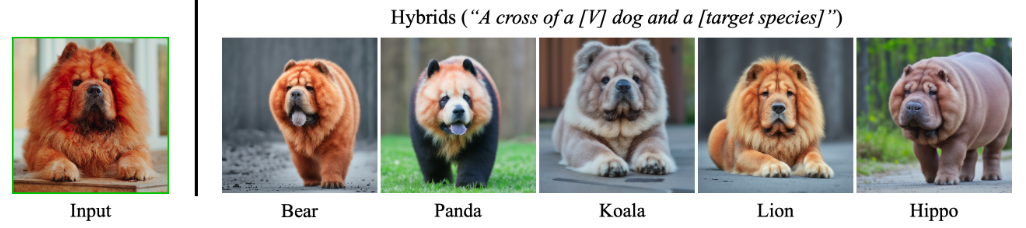 Hybrids (“A cross of a [V] dog and a [target species]”)
Input
Bear
Panda
Koala
Lion
Hippo